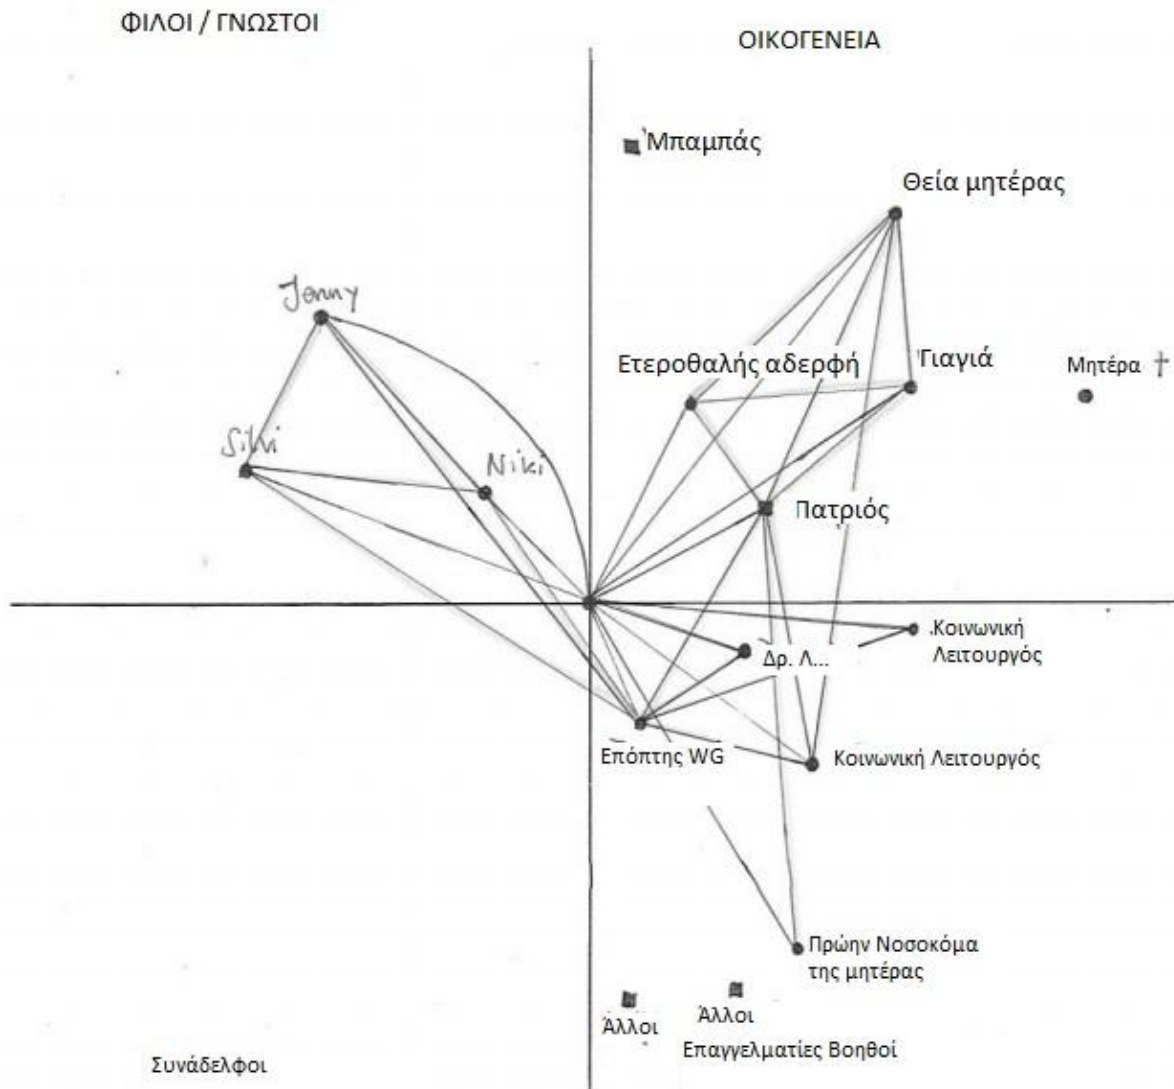 ΦΙΛΟΙ / ΓΝΩΣΤΟΙ
ΟΙΚΟΓΕΝΕΙΑ
Μπαμπάς
Θεία μητέρας
Jenny
Ετεροθαλής αδερφή
Γιαγιά
Μητέρα †
Silvi
Niki
Πατριός
Κοινωνική
Λειτουργός
Δρ. Λ...
Επόπτης WG
Κοινωνική Λειτουργός
Πρώην Νοσοκόμα
της μητέρας
Άλλοι
Άλλοι
Επαγγελματίες Βοηθοί
Συνάδελφοι